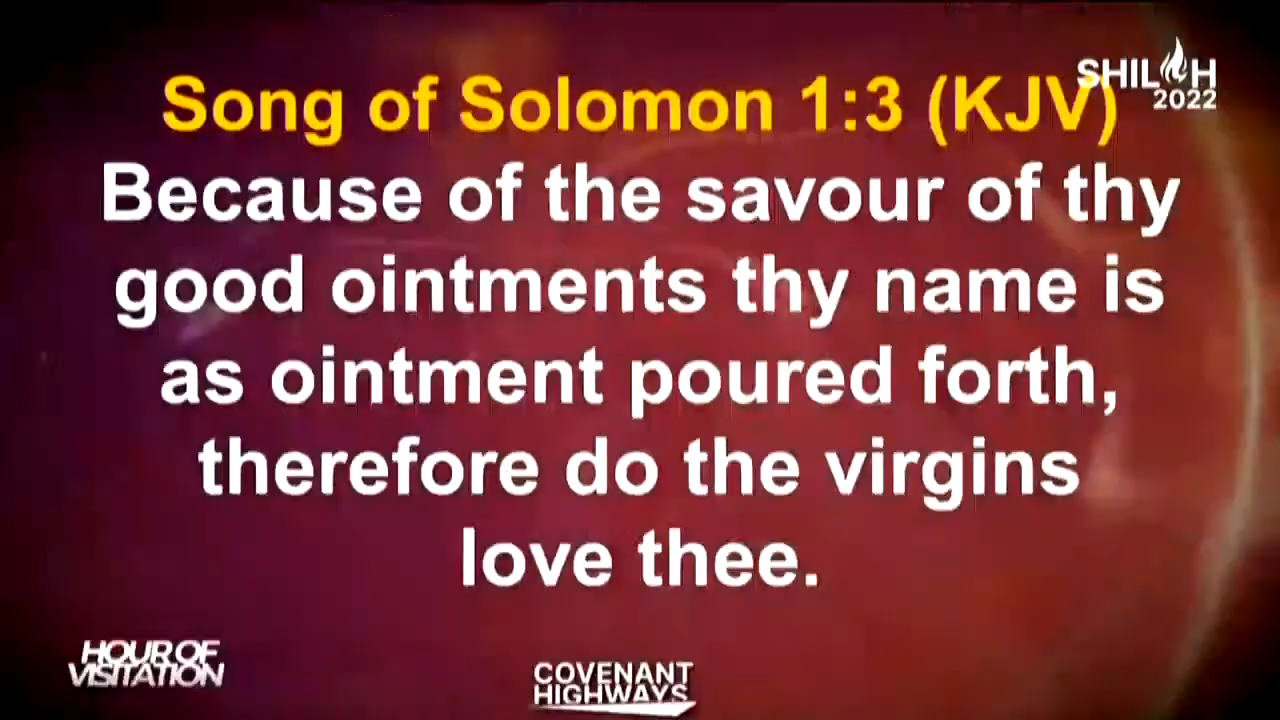 SHILOH
2022
Song of Solomon 1:3 (KJV)
Because of the savour of thy
good ointments thy name is
as ointment poured forth,
therefore do the virgins
love thee.
HOUR OF
VISITATION
COVENANT
HIGHWAYS